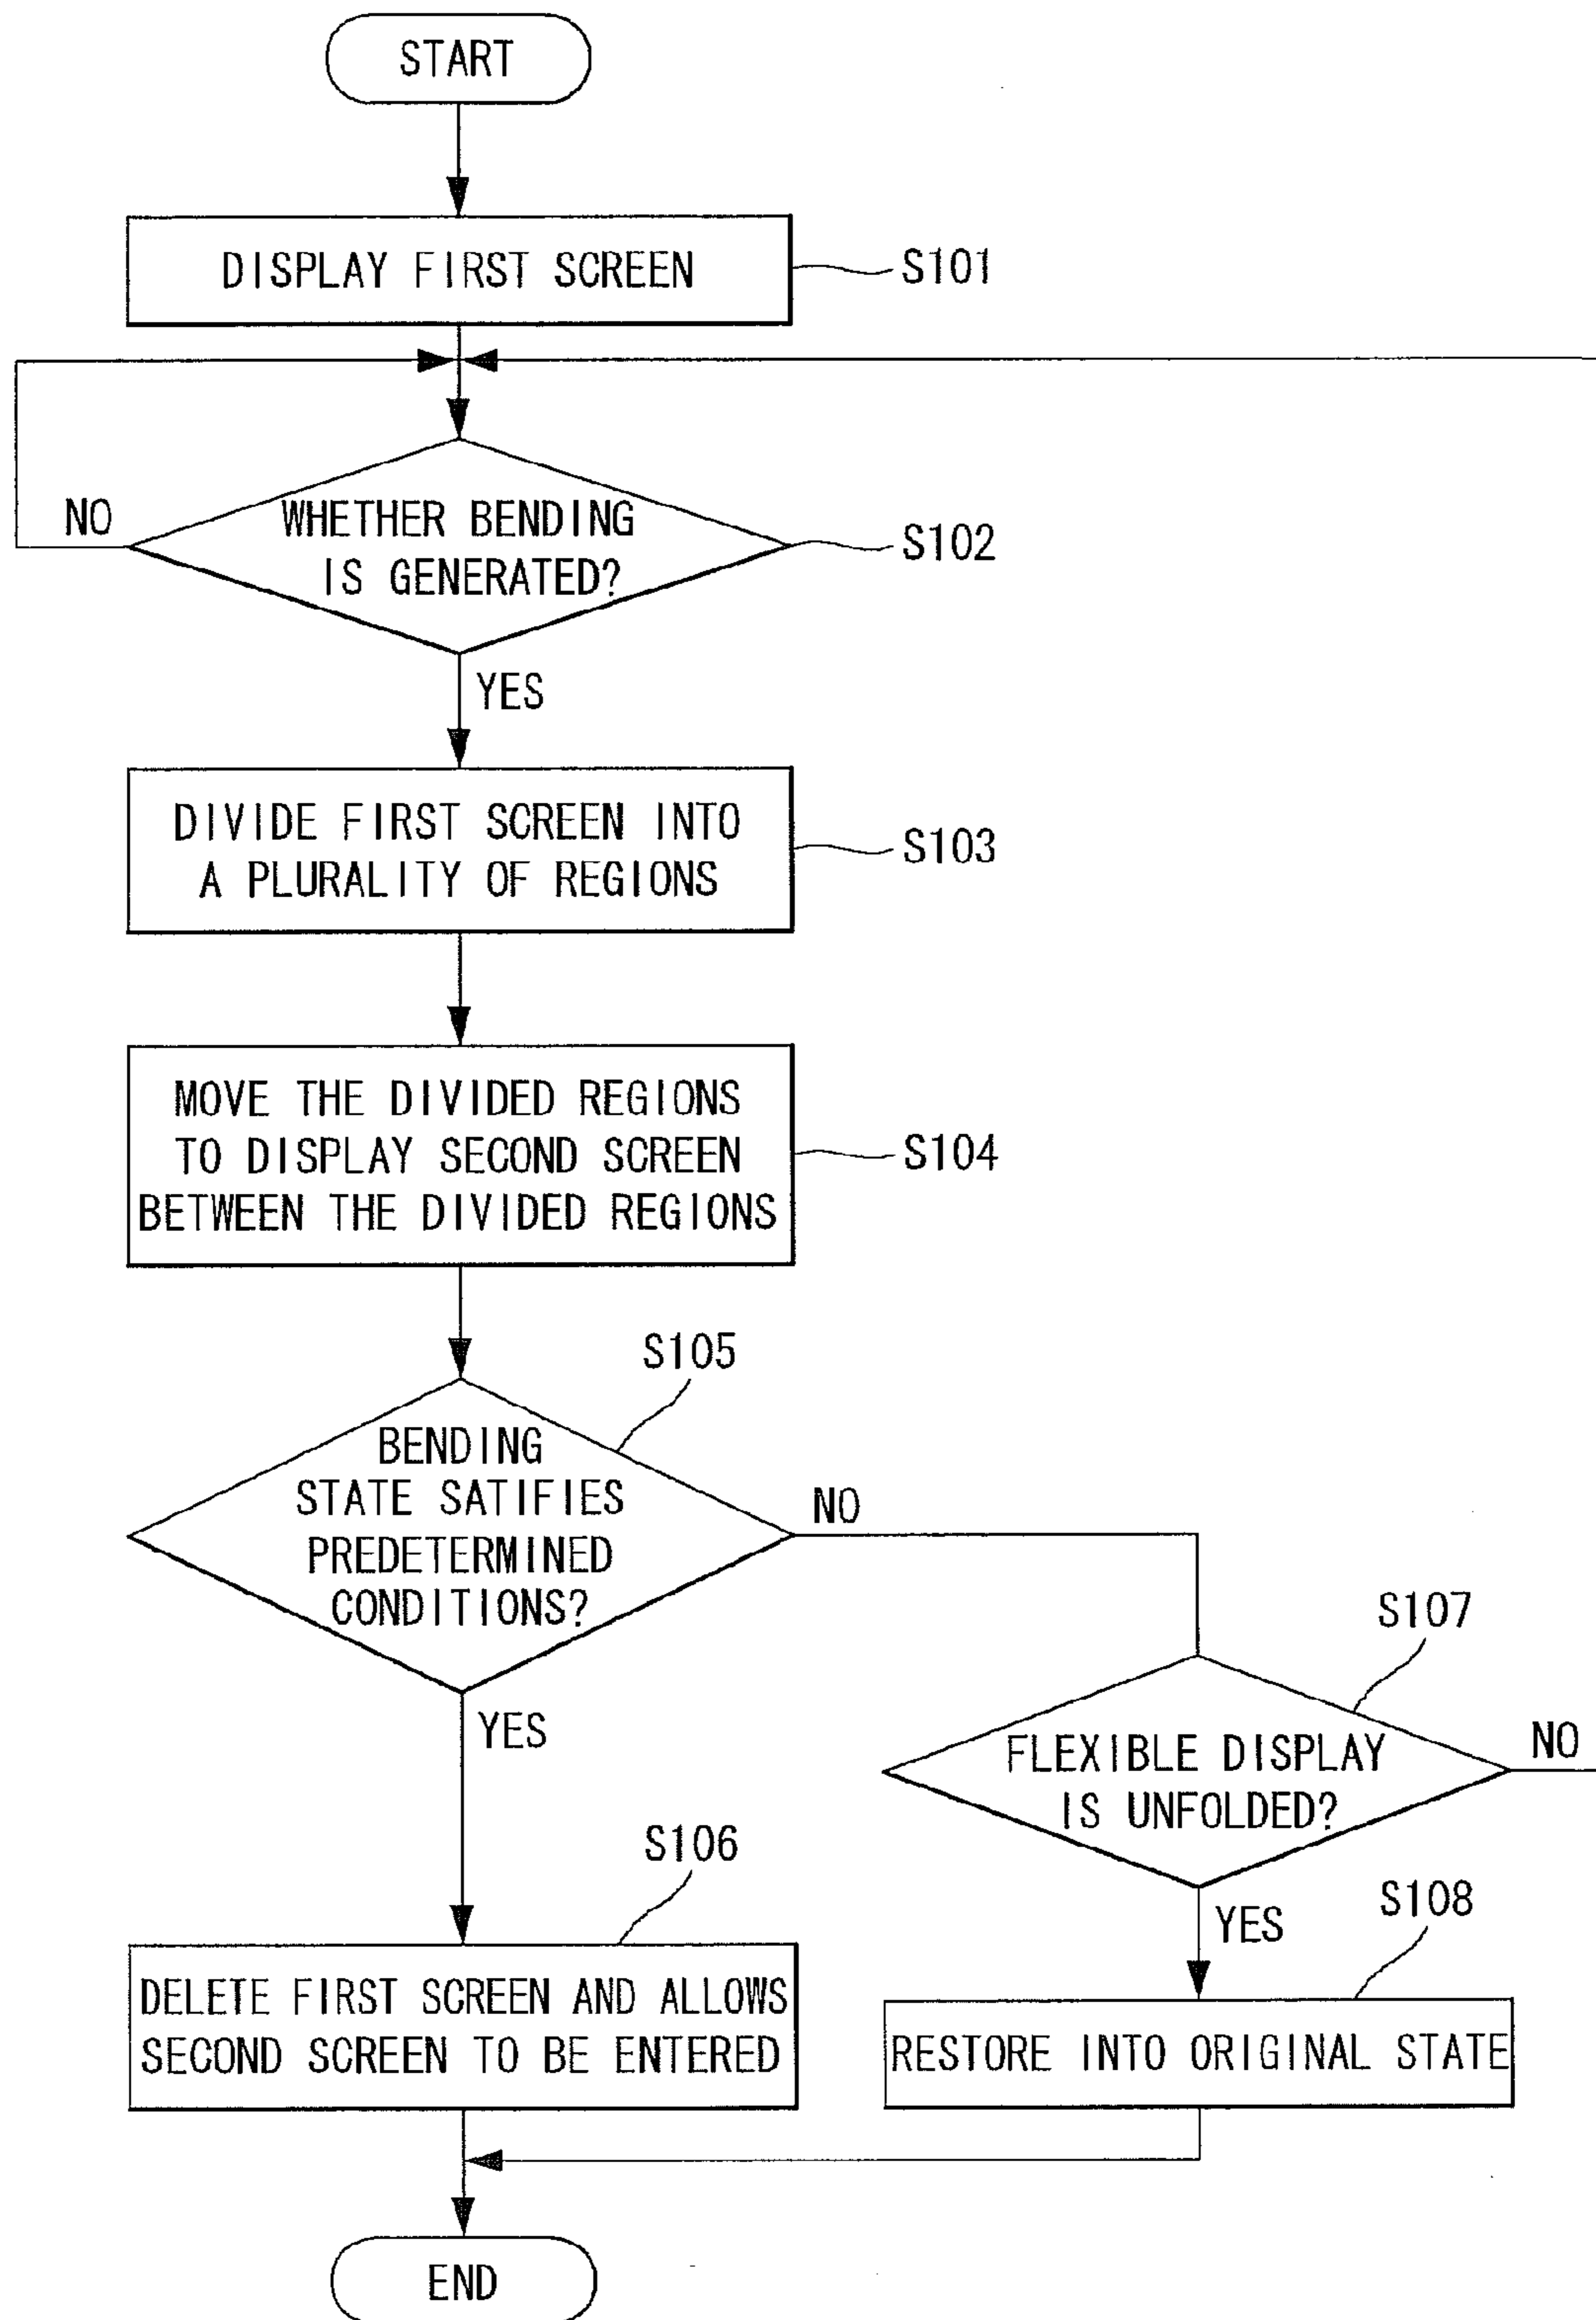 START
DISPLAY FIRST SCREEN
S101
NO
WHETHER BENDING
IS GENERATED?
S102
YES
DIVIDE FIRST SCREEN INTO
A PLURALITY OF REGIONS
S103
MOVE THE DIVIDED REGIONS
TO DISPLAY SECOND SCREEN
BETWEEN THE DIVIDED REGIONS
S104
S105
BENDING
STATE SATIFIES
PREDETERMINED
CONDITIONS?
NO
YES
S107
FLEXIBLE DISPLAY
IS UNFOLDED?
NO
YES
S106
DELETE FIRST SCREEN AND ALLOWS
SECOND SCREEN TO BE ENTERED
S108
RESTORE INTO ORIGINAL STATE
END